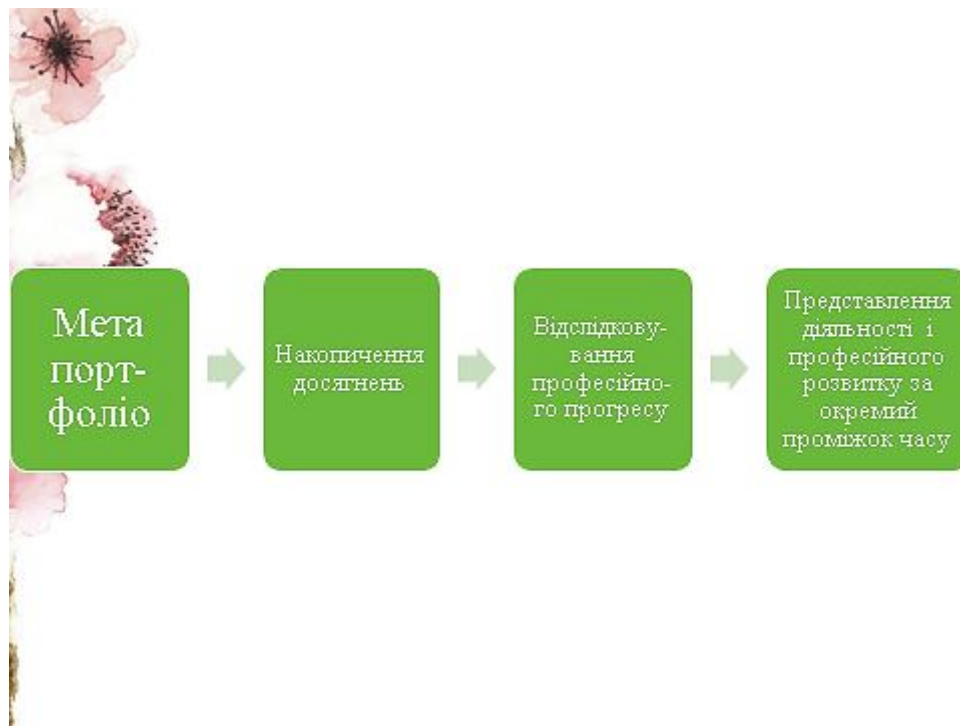 Мета
порт-
фоліо
Накопичення
досягнень
Відслідкову-
вання
професійно-
го прогресу
Представлення
діяльності і
професійного
розвитку за
окремий
проміжок часу